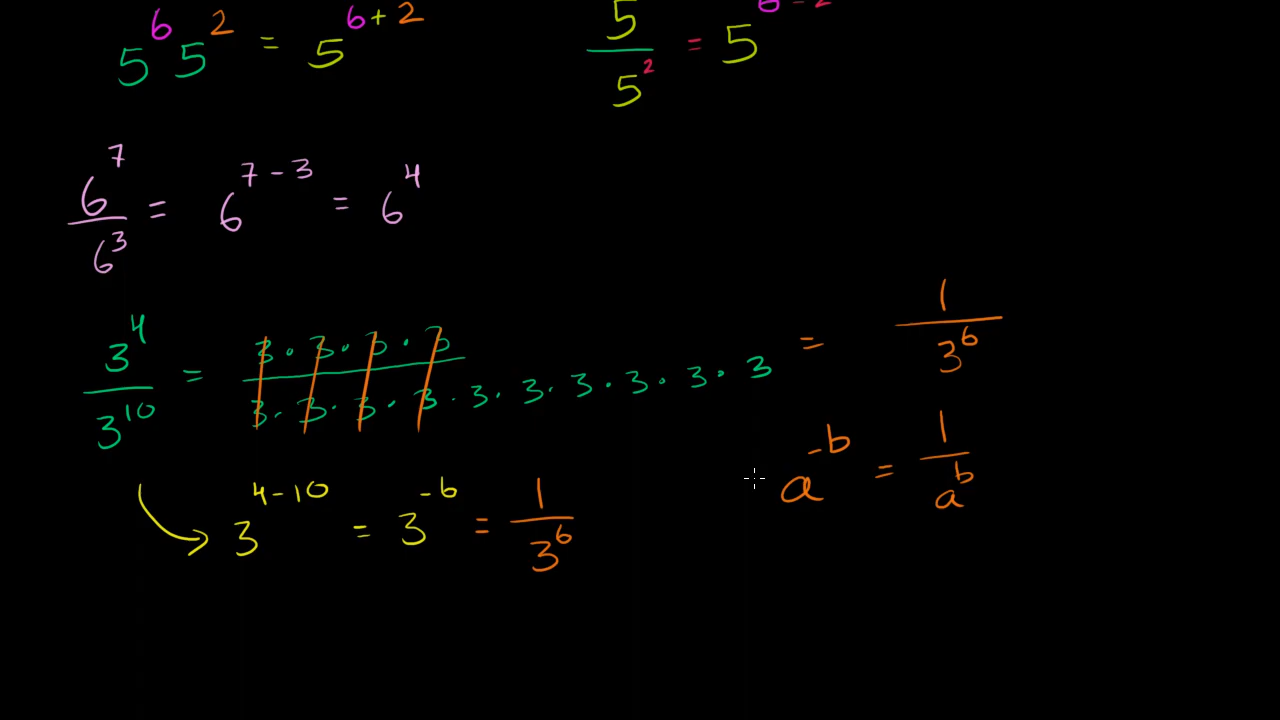 5^6 5^2 = 5^(6+2)
5/5^2 = 5^(6-2)
6^7/6^3 = 6^(7-3) = 6^4
3^4/3^10 = 3·3·3·3/3·3·3·3·3·3·3·3·3·3 = 1/3^6
a^-b = 1/a^b
3^(4-10) = 3^-6 = 1/3^6